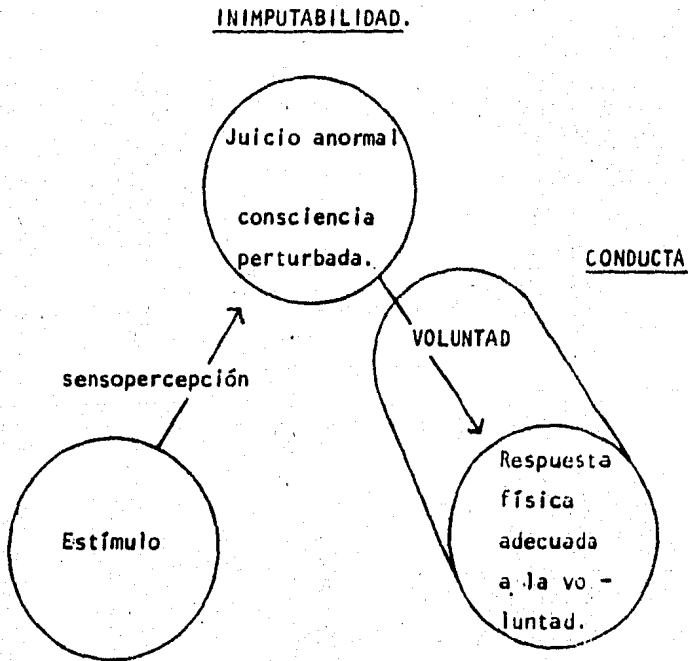 INIMPUTABILIDAD.
Juicio anormal
consciencia
perturbada.
CONDUCTA
VOLUNTAD
sensopercepción
Estímulo
Respuesta
física
adecuada
a la vo -
luntad.